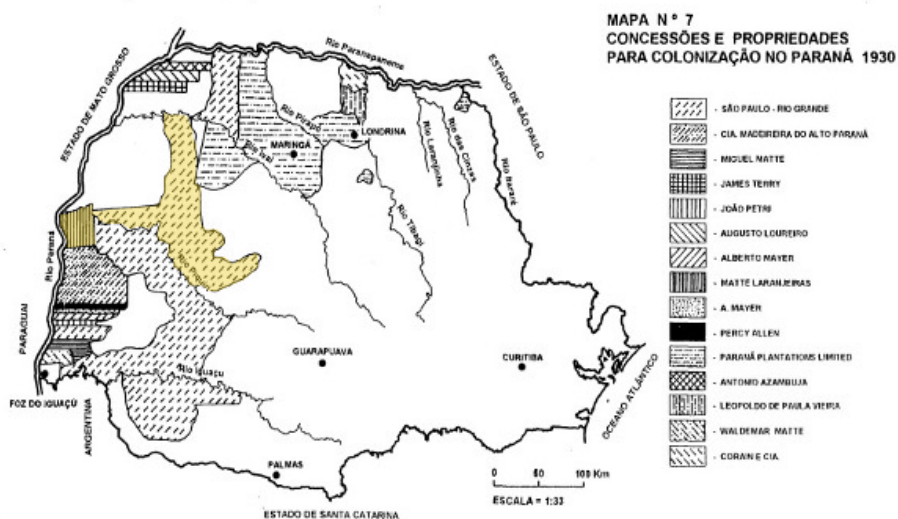 MAPA Nº 7
CONCESSÕES E PROPRIEDADES
PARA COLONIZAÇÃO NO PARANÁ 1930
- SÃO PAULO - RIO GRANDE
- CIA. MADEIREIRA DO ALTO PARANÁ
- MIGUEL MATTE
- JAMES TERRY
- JOÃO PETRI
- AUGUSTO LOUREIRO
- ALBERTO MAYER
- MATTE LARANJEIRAS
- A. MAYER
- PERCY ALLEN
- PARANÁ PLANTATIONS LIMITED
- ANTONIO AZAMBUJA
- LEOPOLDO DE PAULA VIEIRA
- WALDEMAR MATTE
- CORAIN E CIA.
ESTADO DE MATO GROSSO
Rio Paranapanema
ESTADO DE SÃO PAULO
Rio Pirapó
LONDRINA
MARINGÁ
Rio Ivaí
Rio Laranjinha
Rio das Cinzas
Rio Itararé
Rio Tibagi
Rio Paraná
PARAGUAI
GUARAPUAVA
CURITIBA
Rio Iguaçu
FOZ DO IGUAÇÚ
ARGENTINA
OCEANO ATLÂNTICO
PALMAS
0 50 100 Km
ESCALA = 1:33
ESTADO DE SANTA CATARINA